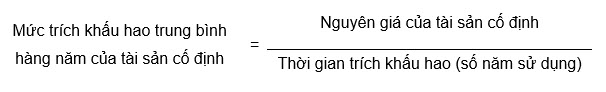 Mức trích khấu hao trung bình
hàng năm của tài sản cố định
=
Nguyên giá của tài sản cố định
Thời gian trích khấu hao (số năm sử dụng)